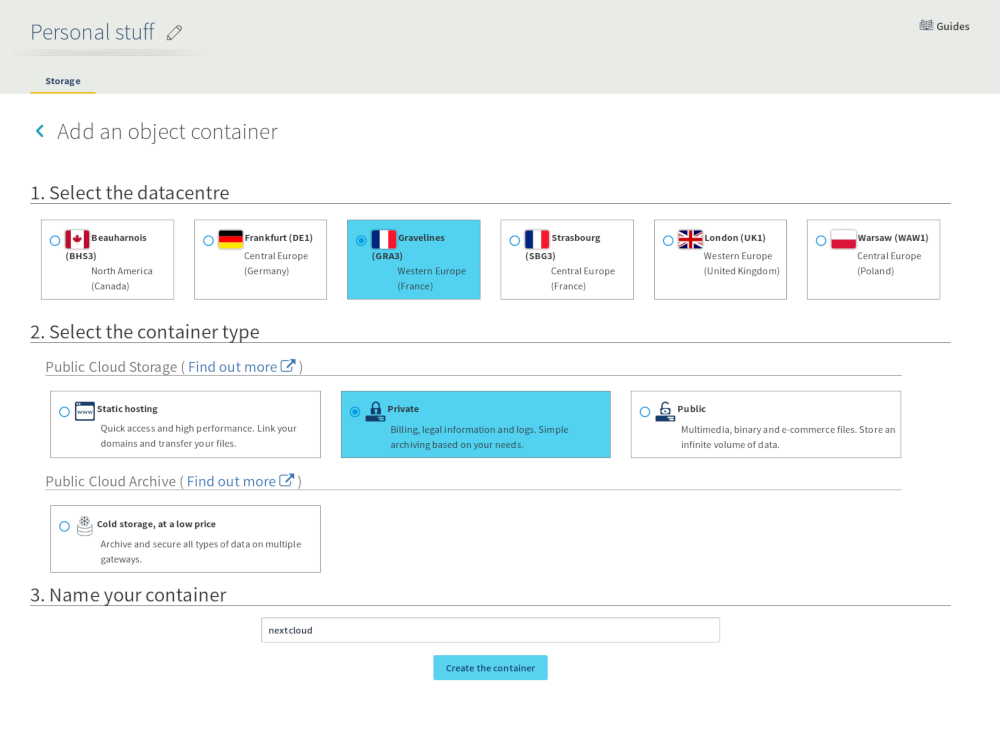 Personal stuff
Guides
Storage
Add an object container
1. Select the datacentre
Beauharnois
(BHS3)
North America
(Canada)
Frankfurt (DE1)
Central Europe
(Germany)
Gravelines
(GRA3)
Western Europe
(France)
Strasbourg
(SBG3)
Central Europe
(France)
London (UK1)
Western Europe
(United Kingdom)
Warsaw (WAW1)
Central Europe
(Poland)
2. Select the container type
Public Cloud Storage ( Find out more )
www
Static hosting
Quick access and high performance. Link your
domains and transfer your files.
Private
Billing, legal information and logs. Simple
archiving based on your needs.
Public
Multimedia, binary and e-commerce files. Store an
infinite volume of data.
Public Cloud Archive ( Find out more )
Cold storage, at a low price
Archive and secure all types of data on multiple
gateways.
3. Name your container
nextcloud
Create the container